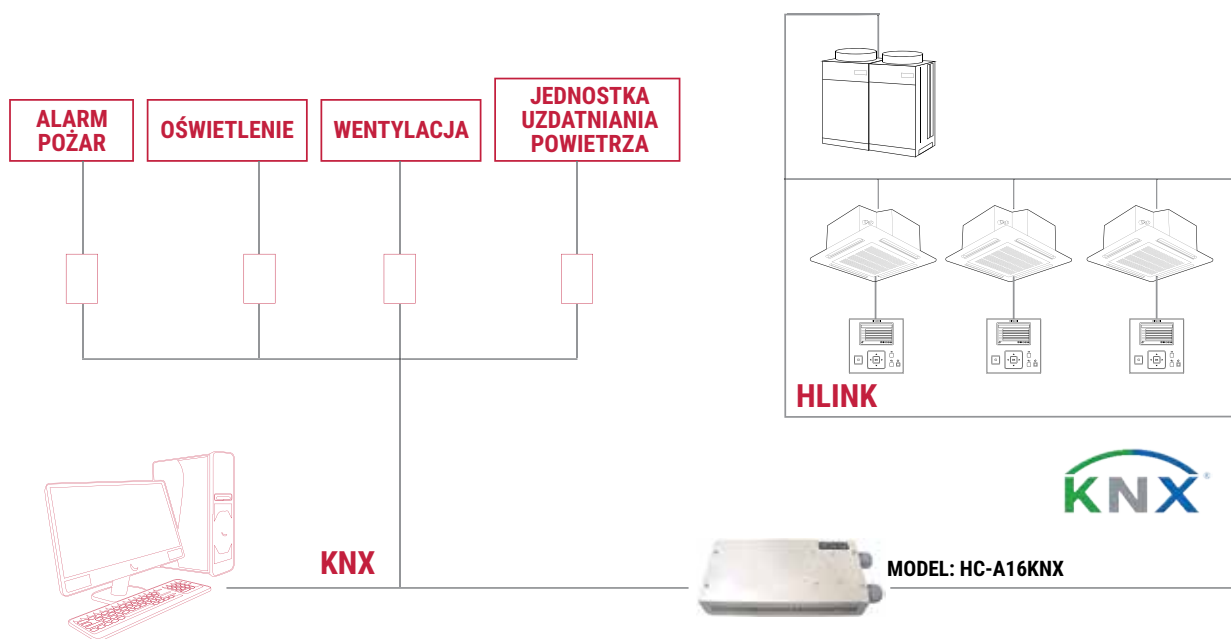 ALARM
POŻAR
OŚWIETLENIE
WENTYLACJA
JEDNOSTKA
UZDATNIANIA
POWIETRZA
HLINK
KNX®
KNX
MODEL: HC-A16KNX